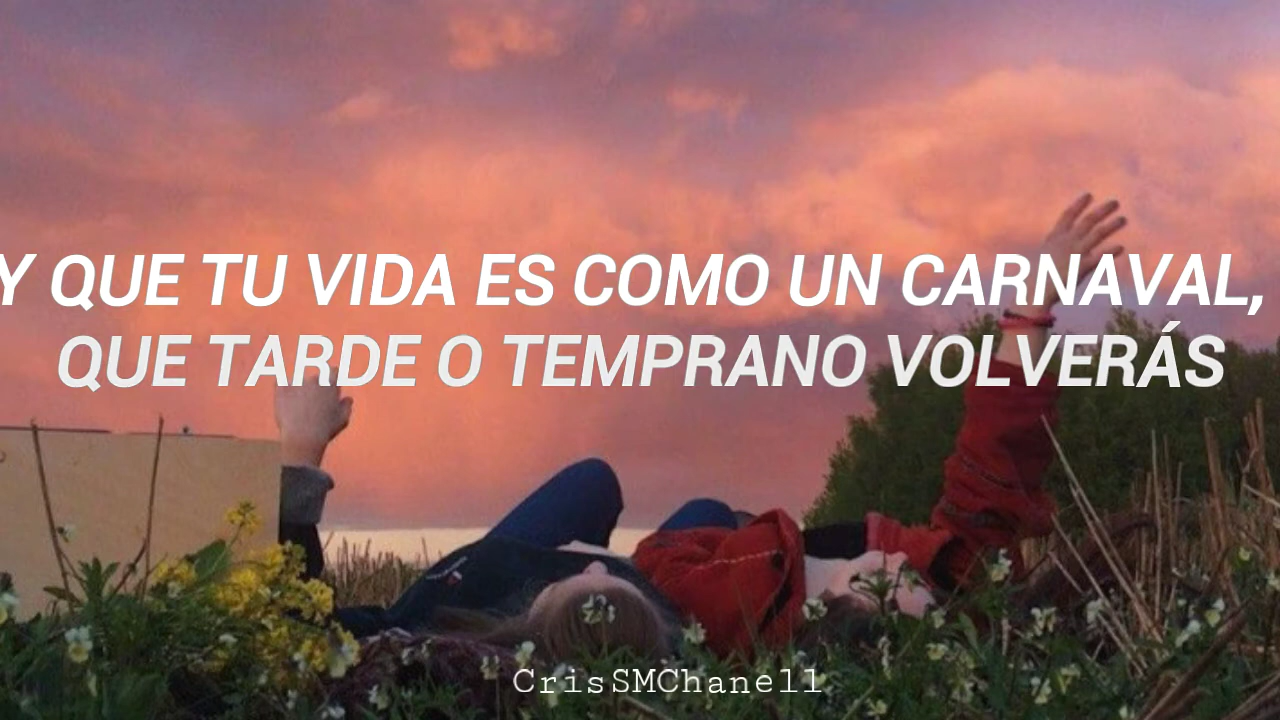 Y QUE TU VIDA ES COMO UN CARNAVAL,
QUE TARDE O TEMPRANO VOLVERÁS
CrisSMChanell